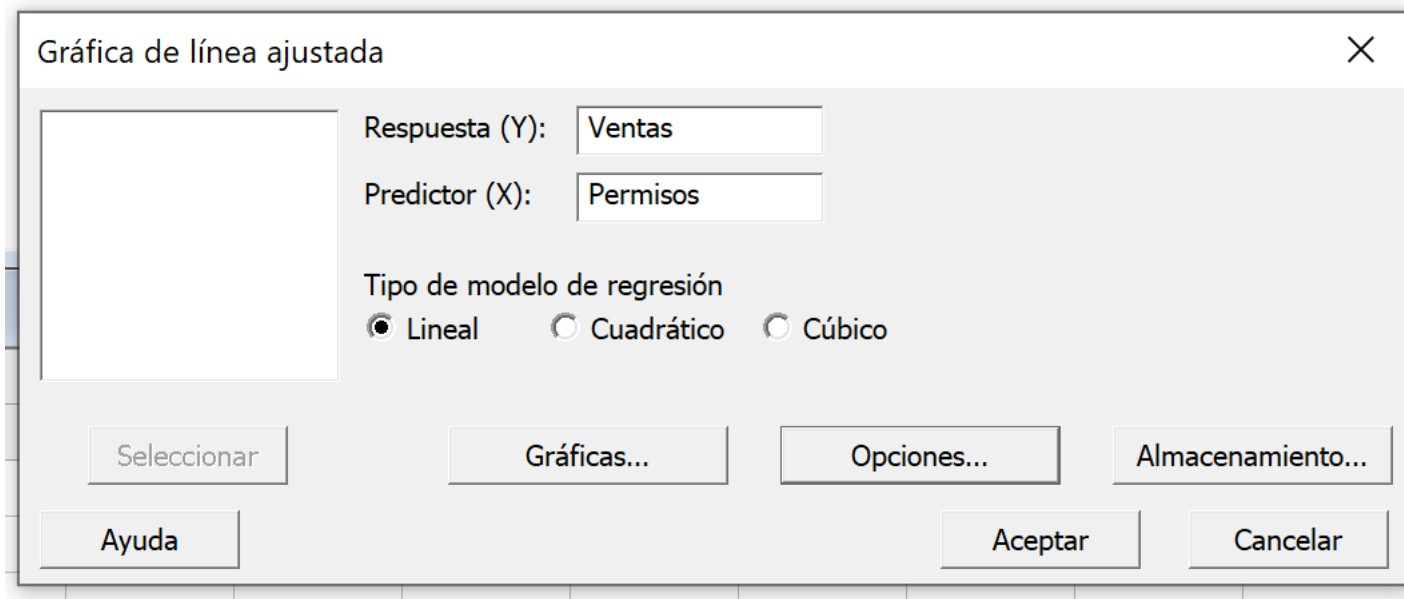 Gráfica de línea ajustada
Respuesta (Y): Ventas
Predictor (X): Permisos
Tipo de modelo de regresión
Lineal Cuadrático Cúbico
Seleccionar Gráficas... Opciones... Almacenamiento...
Ayuda Aceptar Cancelar